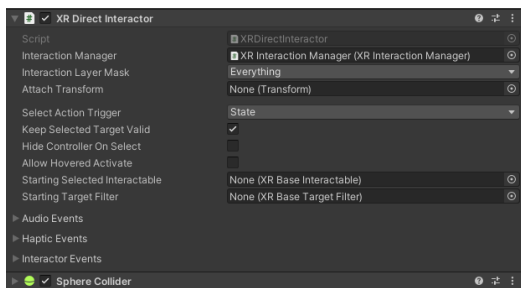 XR Direct Interactor
Script XRDirectInteractor
Interaction Manager XR Interaction Manager (XR Interaction Manager)
Interaction Layer Mask Everything
Attach Transform None (Transform)
Select Action Trigger State
Keep Selected Target Valid
Hide Controller On Select
Allow Hovered Activate
Starting Selected Interactable None (XR Base Interactable)
Starting Target Filter None (XR Base Target Filter)
Audio Events
Haptic Events
Interactor Events
Sphere Collider